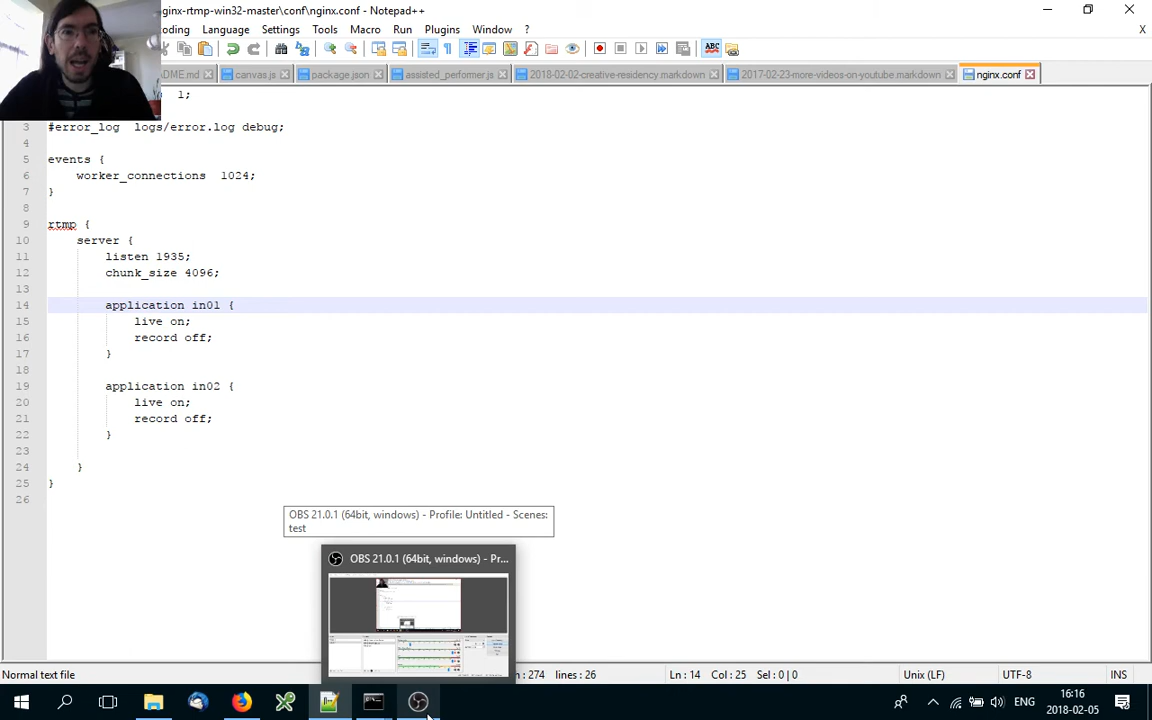 nginx-rtmp-win32-master\conf\nginx.conf - Notepad++
coding Language Settings Tools Macro Run Plugins Window ? X
DME.md canvas.js package.json assisted_performer.js 2018-02-02-creative-residency.markdown 2017-02-23-more-videos-on-youtube.markdown nginx.conf
1;
3 #error_log logs/error.log debug;
4
5 events {
6 worker_connections 1024;
7 }
8
9 rtmp {
10 server {
11 listen 1935;
12 chunk_size 4096;
13
14 application in01 {
15 live on;
16 record off;
17 }
18
19 application in02 {
20 live on;
21 record off;
22 }
23
24 }
25 }
26
OBS 21.0.1 (64bit, windows) - Profile: Untitled - Scenes:
test
OBS 21.0.1 (64bit, windows) - Pr...
Normal text file : 274 lines : 26 Ln : 14 Col : 25 Sel : 0 | 0 Unix (LF) UTF-8 INS
ENG 16:16
2018-02-05